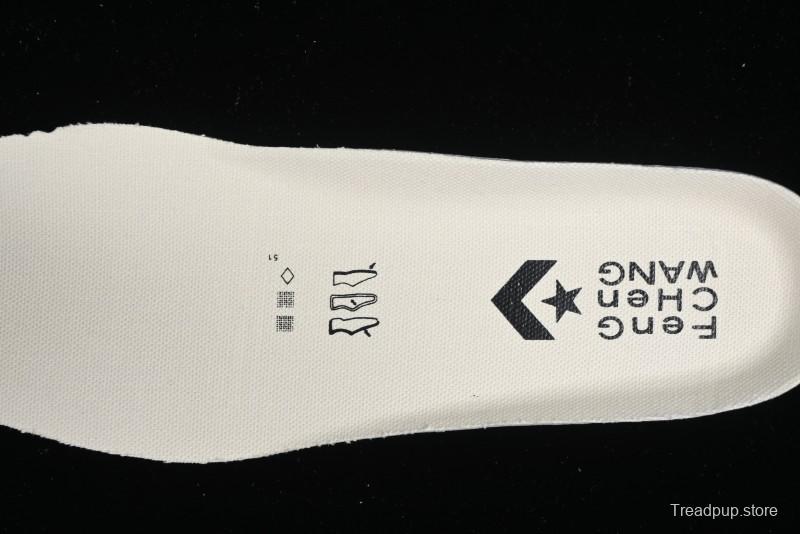 FenG
CHen
WANG
51
Treadpup.store